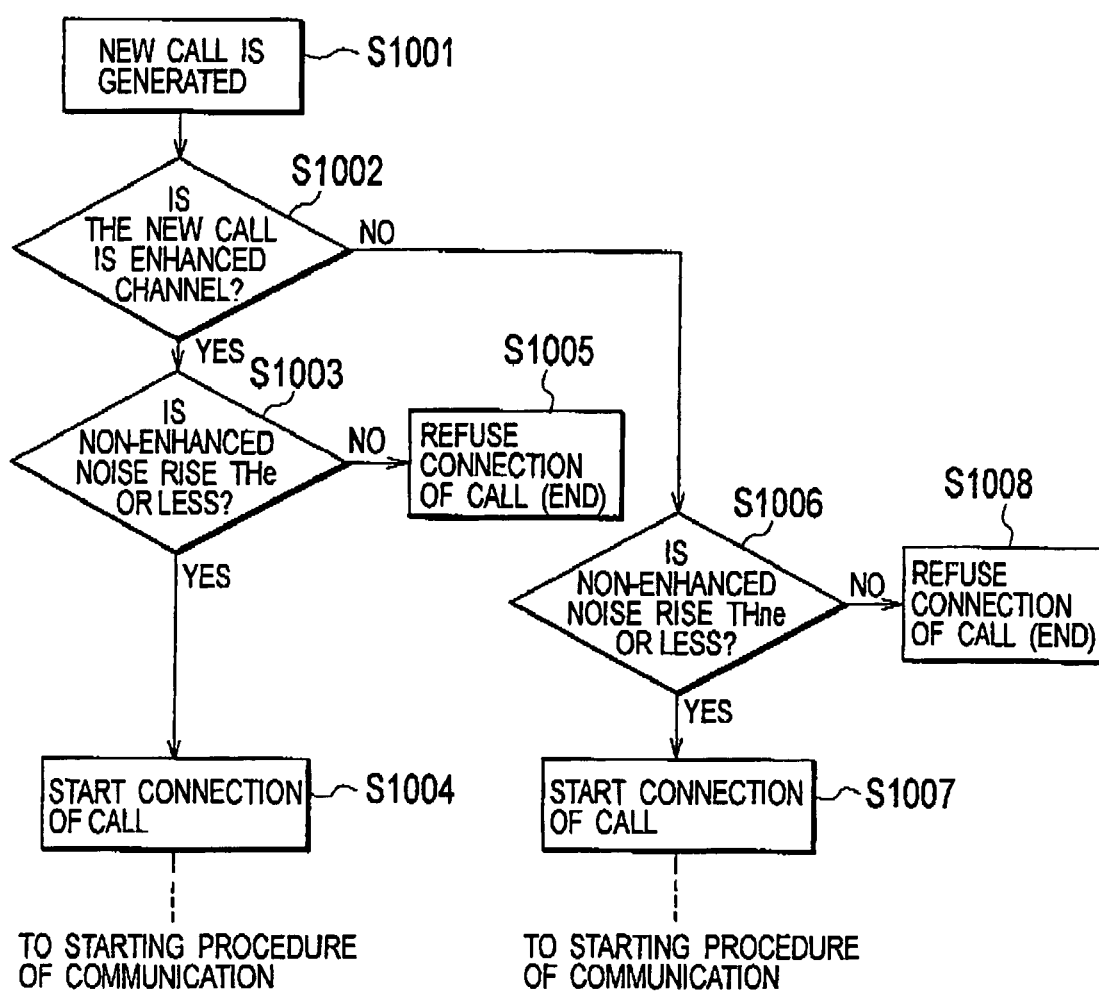 NEW CALL IS
GENERATED
S1001
S1002
IS
THE NEW CALL
IS ENHANCED
CHANNEL?
NO
YES
S1003
IS
NON-ENHANCED
NOISE RISE THe
OR LESS?
NO
YES
S1005
REFUSE
CONNECTION
OF CALL (END)
S1006
IS
NON-ENHANCED
NOISE RISE THne
OR LESS?
NO
YES
S1008
REFUSE
CONNECTION
OF CALL (END)
START CONNECTION
OF CALL
S1004
START CONNECTION
OF CALL
S1007
TO STARTING PROCEDURE
OF COMMUNICATION
TO STARTING PROCEDURE
OF COMMUNICATION